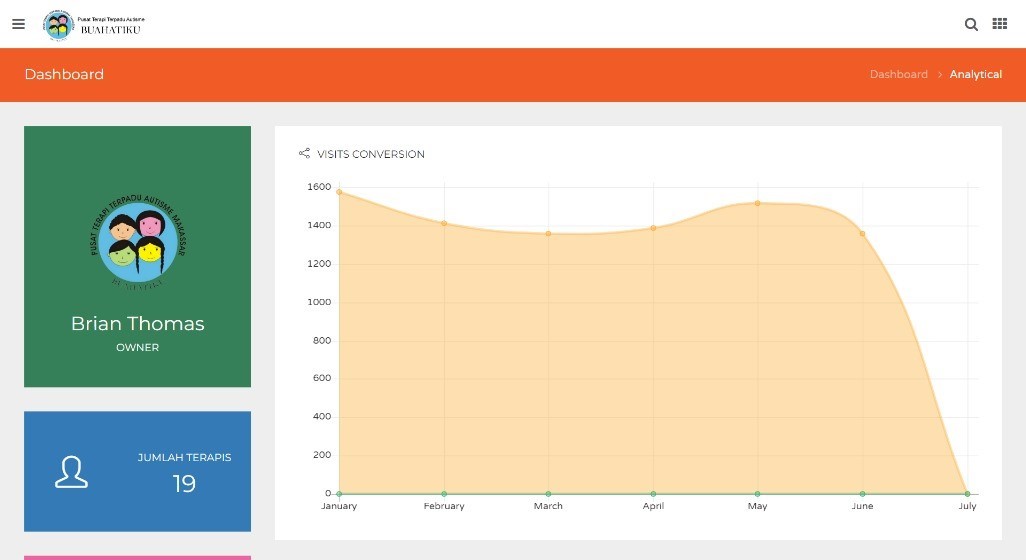 Pusat Terapi Terpadu Autisme
BUAHATIKU
Dashboard
Dashboard > Analytical
PUSAT TERAPI TERPADU AUTISME MAKASSAR
Brian Thomas
OWNER
JUMLAH TERAPIS
19
VISITS CONVERSION
1600
1400
1200
1000
800
600
400
200
0
January February March April May June July